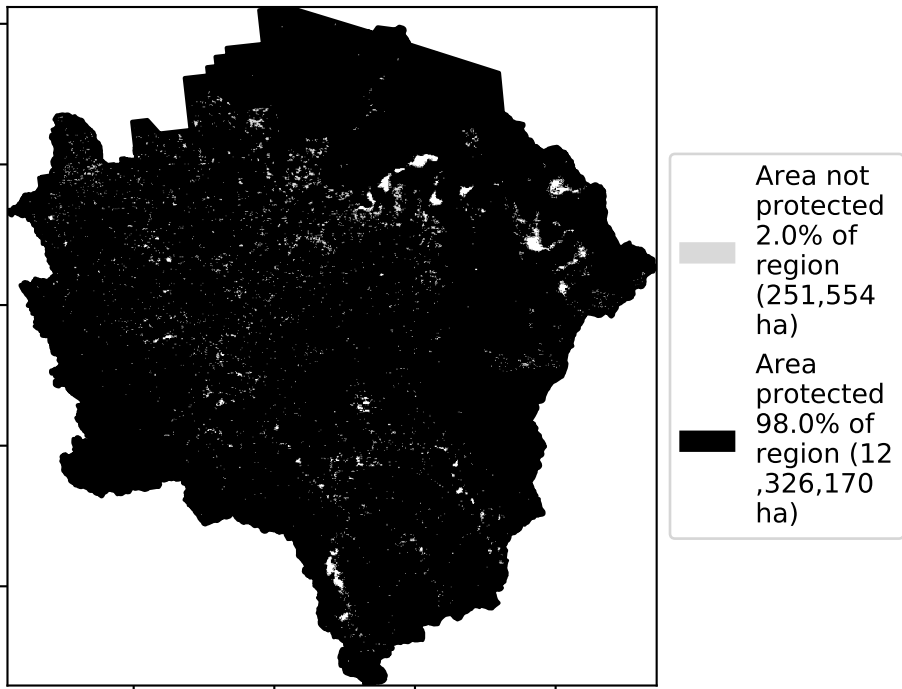 Area not
protected
2.0% of
region
(251,554
ha)
Area
protected
98.0% of
region (12
,326,170
ha)